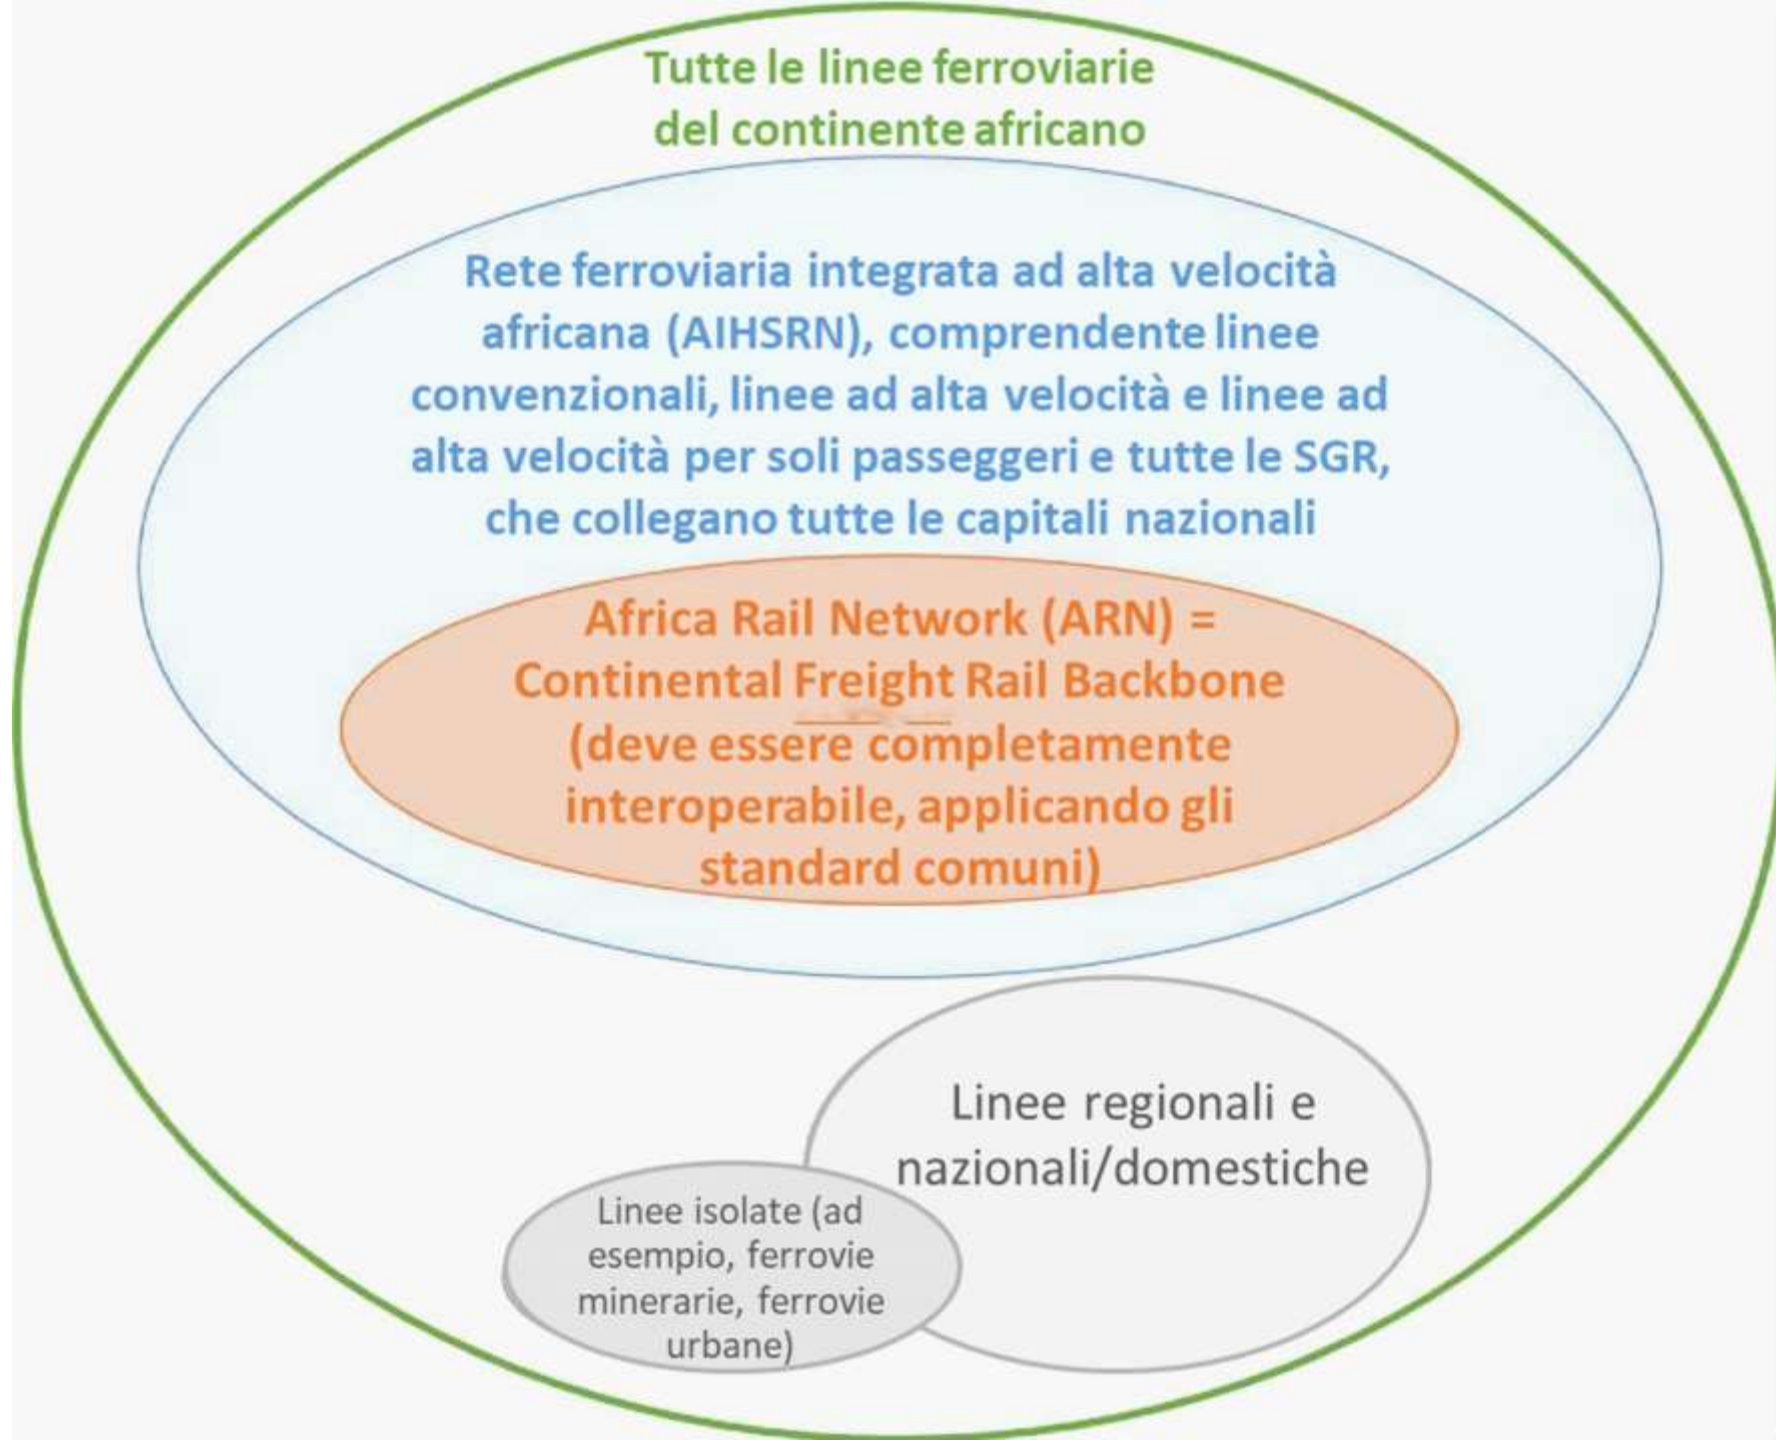 Tutte le linee ferroviarie
del continente africano
Rete ferroviaria integrata ad alta velocità
africana (AIHSRN), comprendente linee
convenzionali, linee ad alta velocità e linee ad
alta velocità per soli passeggeri e tutte le SGR,
che collegano tutte le capitali nazionali
Africa Rail Network (ARN) =
Continental Freight Rail Backbone
(deve essere completamente
interoperabile, applicando gli
standard comuni)
Linee regionali e
nazionali/domestiche
Linee isolate (ad
esempio, ferrovie
minerarie, ferrovie
urbane)